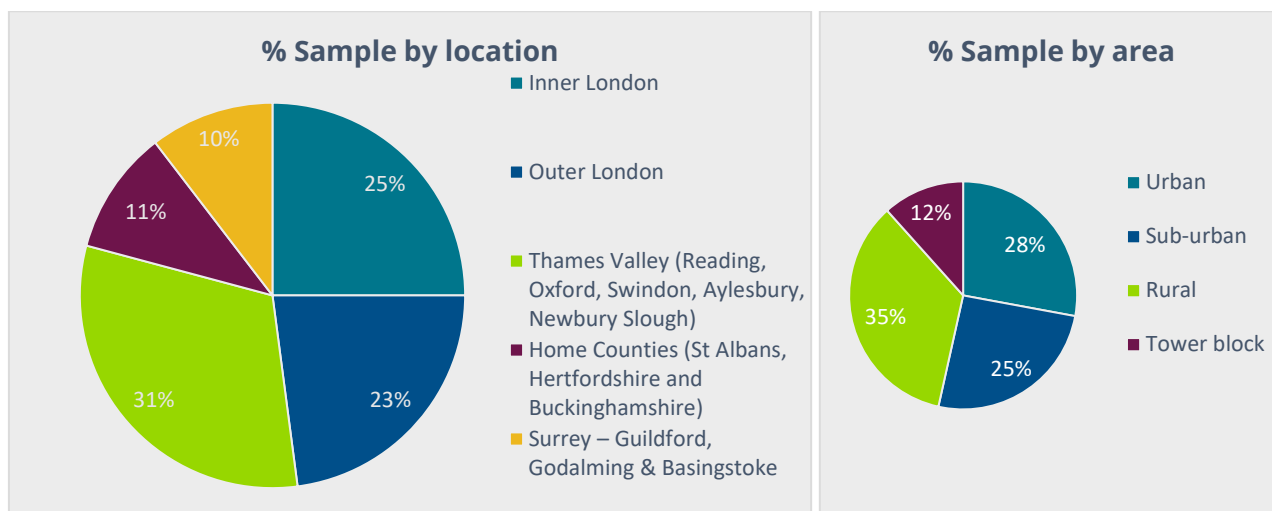 % Sample by location
Inner London
Outer London
Thames Valley (Reading,
Oxford, Swindon, Aylesbury,
Newbury Slough)
Home Counties (St Albans,
Hertfordshire and
Buckinghamshire)
Surrey – Guildford,
Godalming & Basingstoke
25%
23%
31%
11%
10%
% Sample by area
Urban
Sub-urban
Rural
Tower block
28%
25%
35%
12%